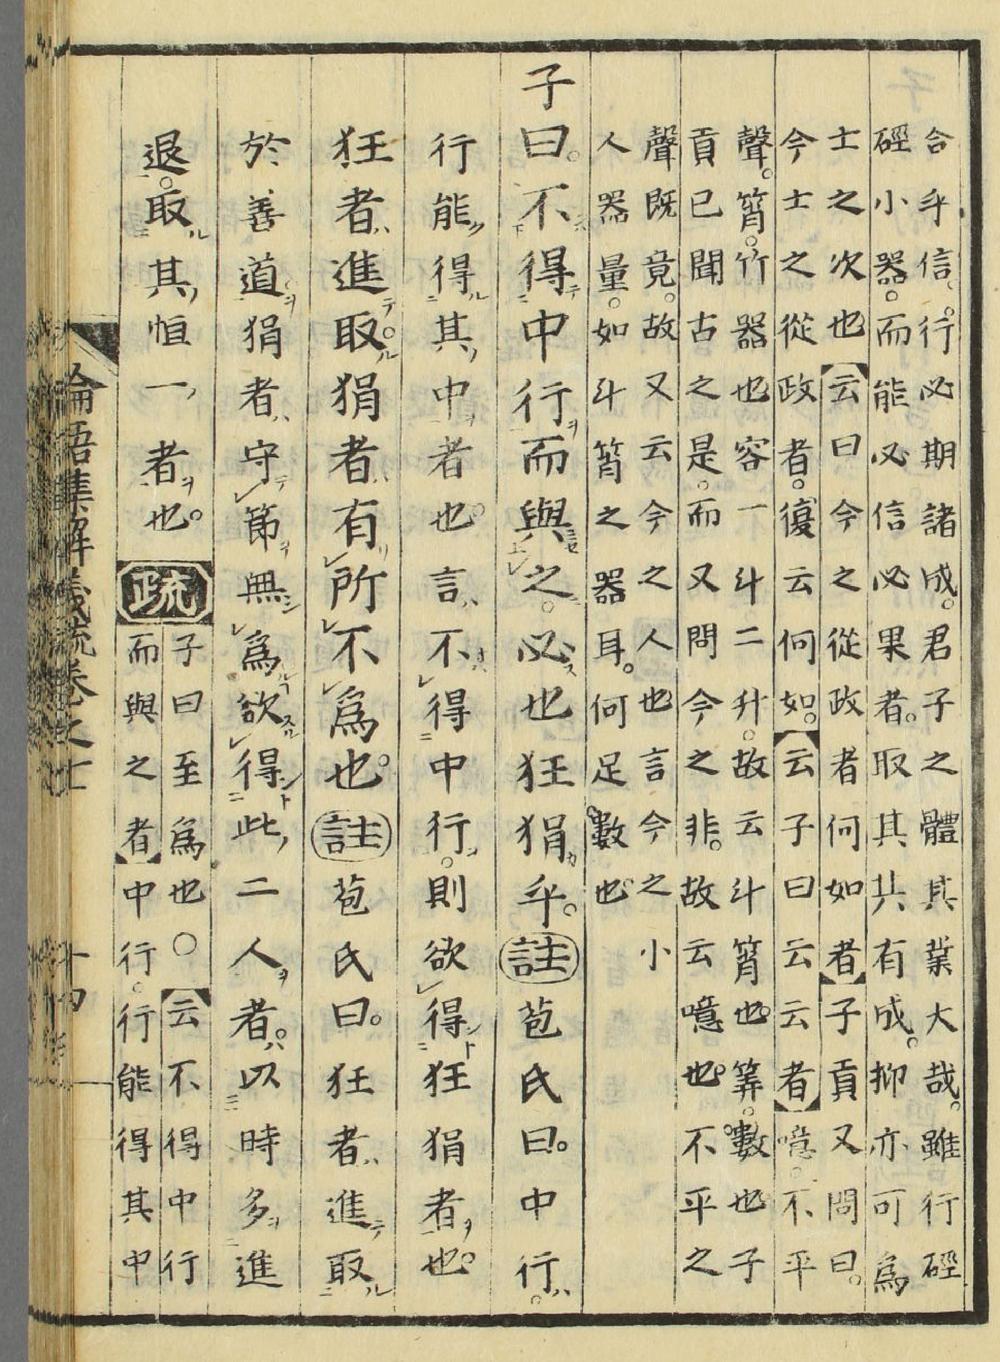 合乎信。行必期諸成。君子之體其業大哉。雖行硜
硜小器。而能必信必果者。取其共有成。抑亦可爲
士之次也【云曰今之從政者何如者】子貢又問曰。
今士之從政者。復云何如。【云子曰云云者】噫。不平
聲。筲。竹器也容一斗二升。故云斗筲也。筭。數也子
貢已聞古之是。而又問今之非。故云噫也。不平之
聲既竟。故又云今之人也言今之小
人器量。如斗筲之器耳。何足數也
子曰。不得中行而與之。必也狂狷乎。註苞氏曰。中行。
行能得其中者也。言不得中行。則欲得狂狷者也。
狂者進取狷者有所不爲也。註苞氏曰。狂者進取
於善道狷者守節無爲欲得此二人者。以時多進
退。取其恒一者也。疏子曰至爲也○【云不得中行
而與之者】中行。行能得其中
論語集解義疏卷之七
十四